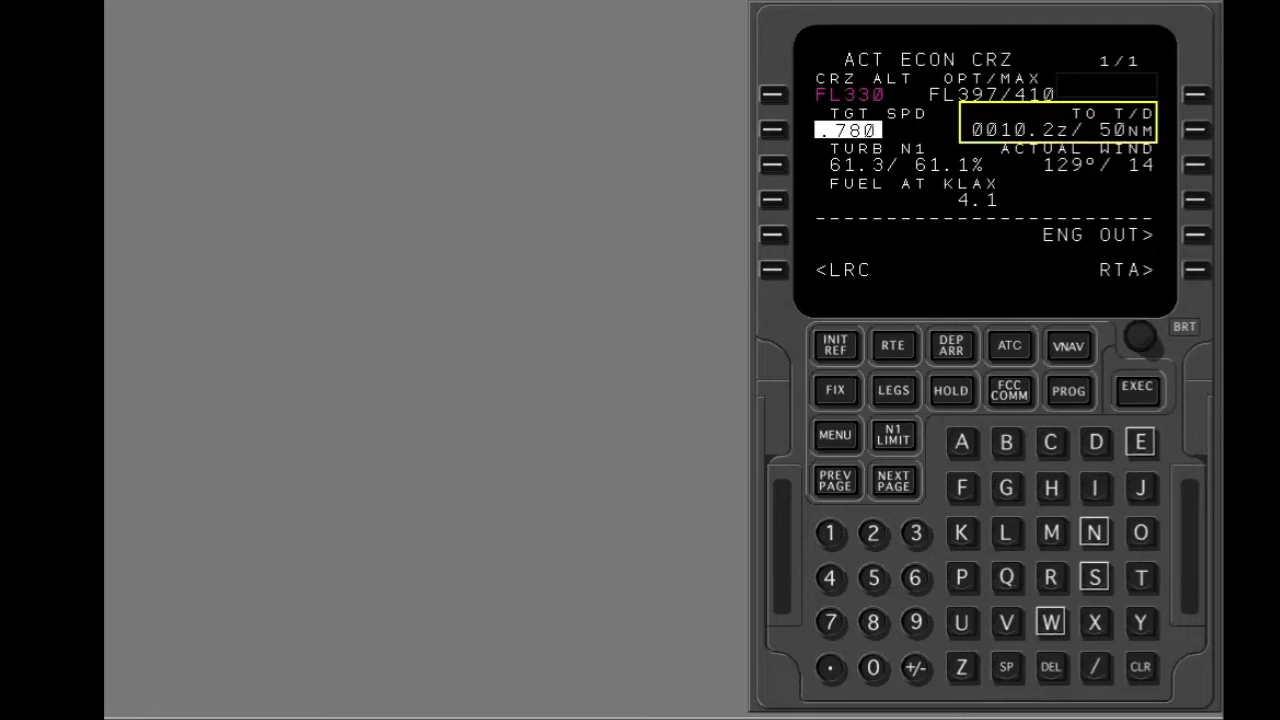 ACT ECON CRZ 1/1
CRZ ALT OPT/MAX
FL330 FL397/410
TGT SPD TO T/D
.780 0010.2Z/ 50NM
TURB N1 ACTUAL WIND
61.3/ 61.1% 129°/ 14
FUEL AT KLAX
4.1
------------------------
ENG OUT>
<LRC RTA>
BRT
INIT REF RTE DEP ARR ATC VNAV
FIX LEGS HOLD FCC COMM PROG EXEC
MENU N1 LIMIT
PREV PAGE NEXT PAGE
A B C D E
F G H I J
1 2 3 K L M N O
4 5 6 P Q R S T
7 8 9 U V W X Y
. 0 +/- Z SP DEL / CLR